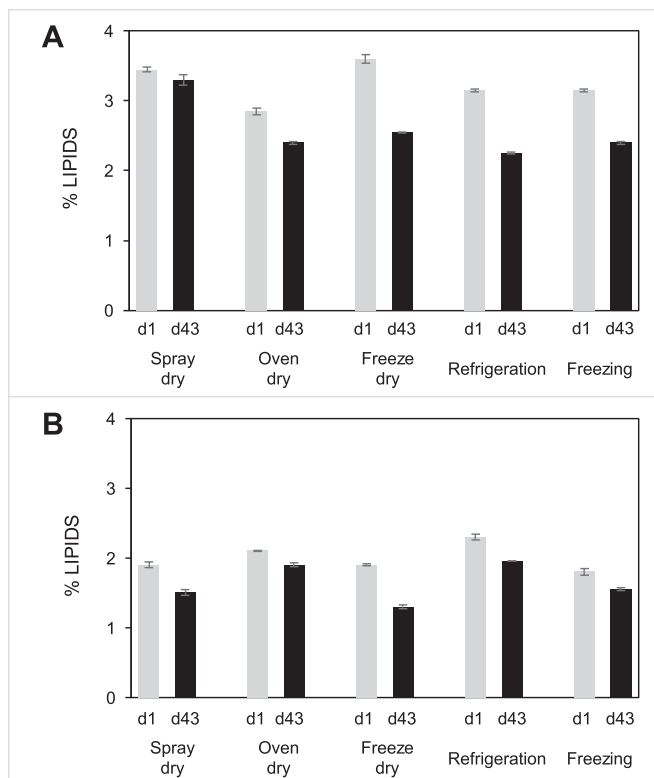 A
% LIPIDS
4
3
2
1
0
d1 d43 d1 d43 d1 d43 d1 d43 d1 d43
Spray dry Oven dry Freeze dry Refrigeration Freezing
B
% LIPIDS
4
3
2
1
0
d1 d43 d1 d43 d1 d43 d1 d43 d1 d43
Spray dry Oven dry Freeze dry Refrigeration Freezing